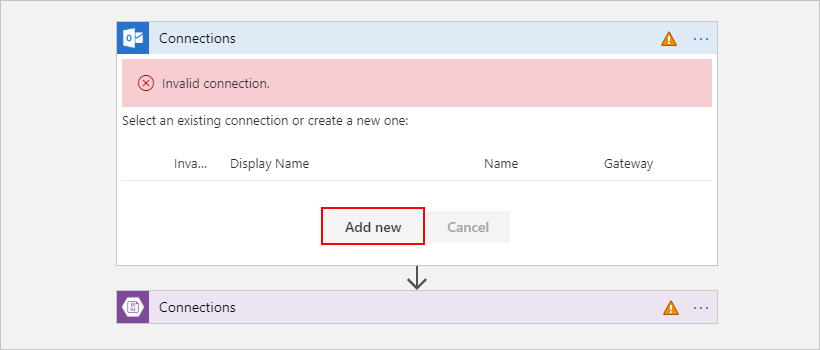 Connections
Invalid connection.
Select an existing connection or create a new one:
Inva... Display Name Name Gateway
Add new Cancel
Connections